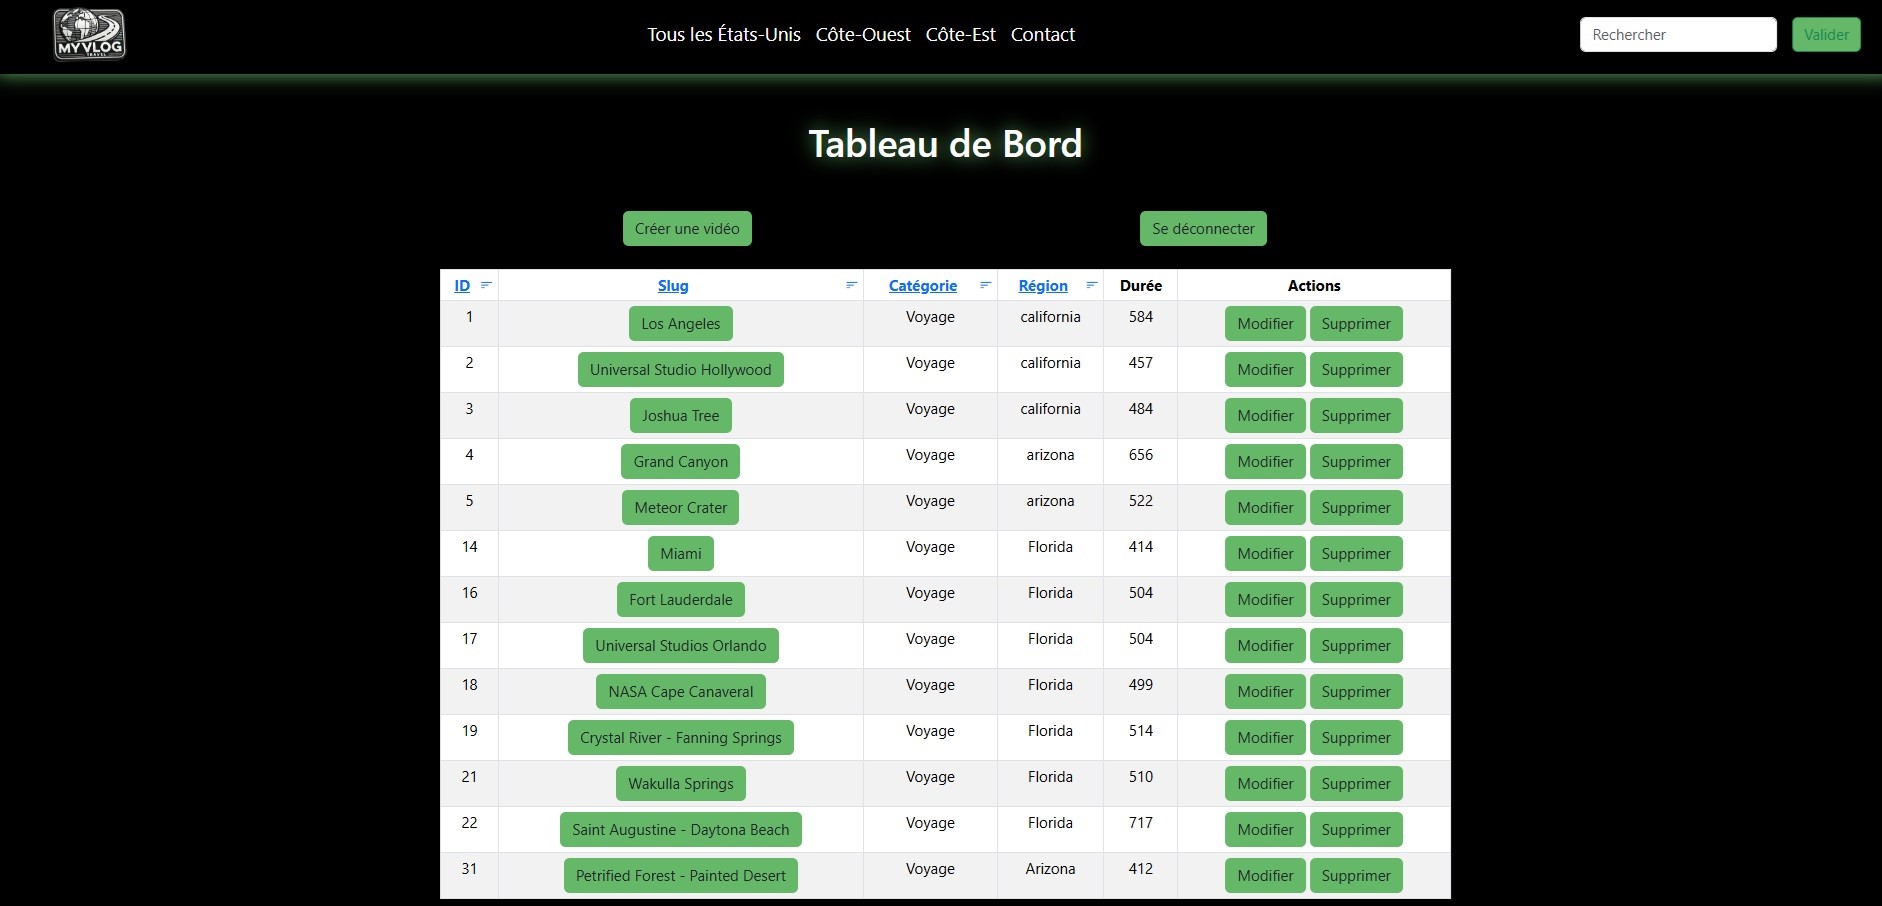 MY VLOG
TRAVEL
Tous les États-Unis Côte-Ouest Côte-Est Contact
Rechercher Valider
Tableau de Bord
Créer une vidéo Se déconnecter
ID Slug Catégorie Région Durée Actions
1 Los Angeles Voyage california 584 Modifier Supprimer
2 Universal Studio Hollywood Voyage california 457 Modifier Supprimer
3 Joshua Tree Voyage california 484 Modifier Supprimer
4 Grand Canyon Voyage arizona 656 Modifier Supprimer
5 Meteor Crater Voyage arizona 522 Modifier Supprimer
14 Miami Voyage Florida 414 Modifier Supprimer
16 Fort Lauderdale Voyage Florida 504 Modifier Supprimer
17 Universal Studios Orlando Voyage Florida 504 Modifier Supprimer
18 NASA Cape Canaveral Voyage Florida 499 Modifier Supprimer
19 Crystal River - Fanning Springs Voyage Florida 514 Modifier Supprimer
21 Wakulla Springs Voyage Florida 510 Modifier Supprimer
22 Saint Augustine - Daytona Beach Voyage Florida 717 Modifier Supprimer
31 Petrified Forest - Painted Desert Voyage Arizona 412 Modifier Supprimer